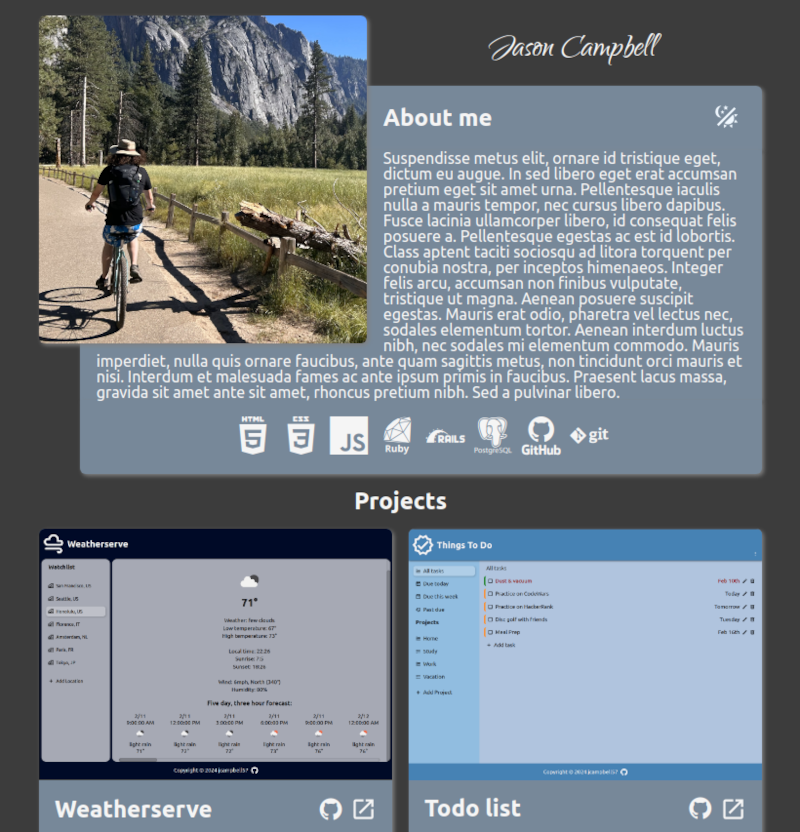 Jason Campbell
About me
Suspendisse metus elit, ornare id tristique eget,
dictum eu augue. In sed libero eget erat accumsan
pretium eget sit amet urna. Pellentesque iaculis
nulla a mauris tempor, nec cursus libero dapibus.
Fusce lacinia ullamcorper libero, id consequat felis
posuere a. Pellentesque egestas ac est id lobortis.
Class aptent taciti sociosqu ad litora torquent per
conubia nostra, per inceptos himenaeos. Integer
felis arcu, accumsan non finibus vulputate,
tristique ut magna. Aenean posuere suscipit
egestas. Mauris erat odio, pharetra vel lectus nec,
sodales elementum tortor. Aenean interdum luctus
nibh, nec sodales mi elementum commodo. Mauris
imperdiet, nulla quis ornare faucibus, ante quam sagittis metus, non tincidunt orci mauris et
nisi. Interdum et malesuada fames ac ante ipsum primis in faucibus. Praesent lacus massa,
gravida sit amet ante sit amet, rhoncus pretium nibh. Sed a pulvinar libero.
HTML 5 CSS 3 JS Ruby RAILS PostgreSQL GitHub git
Projects
Weatherserve
Watch list
San Francisco, US
Seattle, US
Honolulu, US
Florence, IT
Amsterdam, NL
Paris, FR
Tokyo, JP
+ Add Location
71°
Weather: few clouds
Low temperature: 67°
High temperature: 73°
Local time: 22:26
Sunrise: 7:5
Sunset: 18:26
Wind: 6mph, North (340°)
Humidity: 80%
Five day, three hour forecast:
2/11 2/11 2/11 2/11 2/11 2/12
9:00:00 AM 12:00:00 PM 3:00:00 PM 6:00:00 PM 9:00:00 PM 12:00:00 AM
light rain light rain light rain light rain light rain light rain
71° 72° 72° 73° 76° 76°
Copyright © 2024 jcampbell57
Weatherserve
Things To Do
All tasks
Due today
Due this week
Past due
Projects
Home
Study
Work
Vacation
+ Add Project
All tasks
Dust & vacuum Feb 10th
Practice on CodeWars Today
Practice on HackerRank Tomorrow
Disc golf with friends Tuesday
Meal Prep Feb 16th
+ Add task
Copyright © 2024 jcampbell57
Todo list